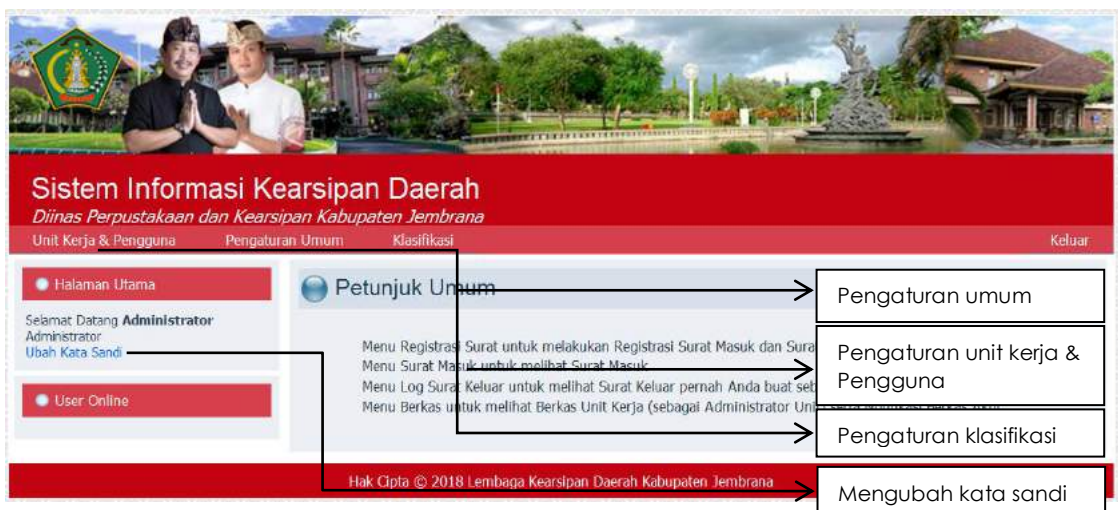 Sistem Informasi Kearsipan Daerah
Diinas Perpustakaan dan Kearsipan Kabupaten Jembrana
Unit Kerja & Pengguna Pengaturan Umum Klasifikasi Keluar
Halaman Utama
Selamat Datang Administrator
Administrator
Ubah Kata Sandi
User Online
Petunjuk Umum
Menu Registrasi Surat untuk melakukan Registrasi Surat Masuk dan Sura
Menu Surat Masuk untuk melihat Surat Masuk
Menu Log Surat Keluar untuk melihat Surat Keluar pernah Anda buat seb
Menu Berkas untuk melihat Berkas Unit Kerja (sebagai Administrator Uni
Pengaturan umum
Pengaturan unit kerja &
Pengguna
Pengaturan klasifikasi
Mengubah kata sandi
Hak Cipta © 2018 Lembaga Kearsipan Daerah Kabupaten Jembrana